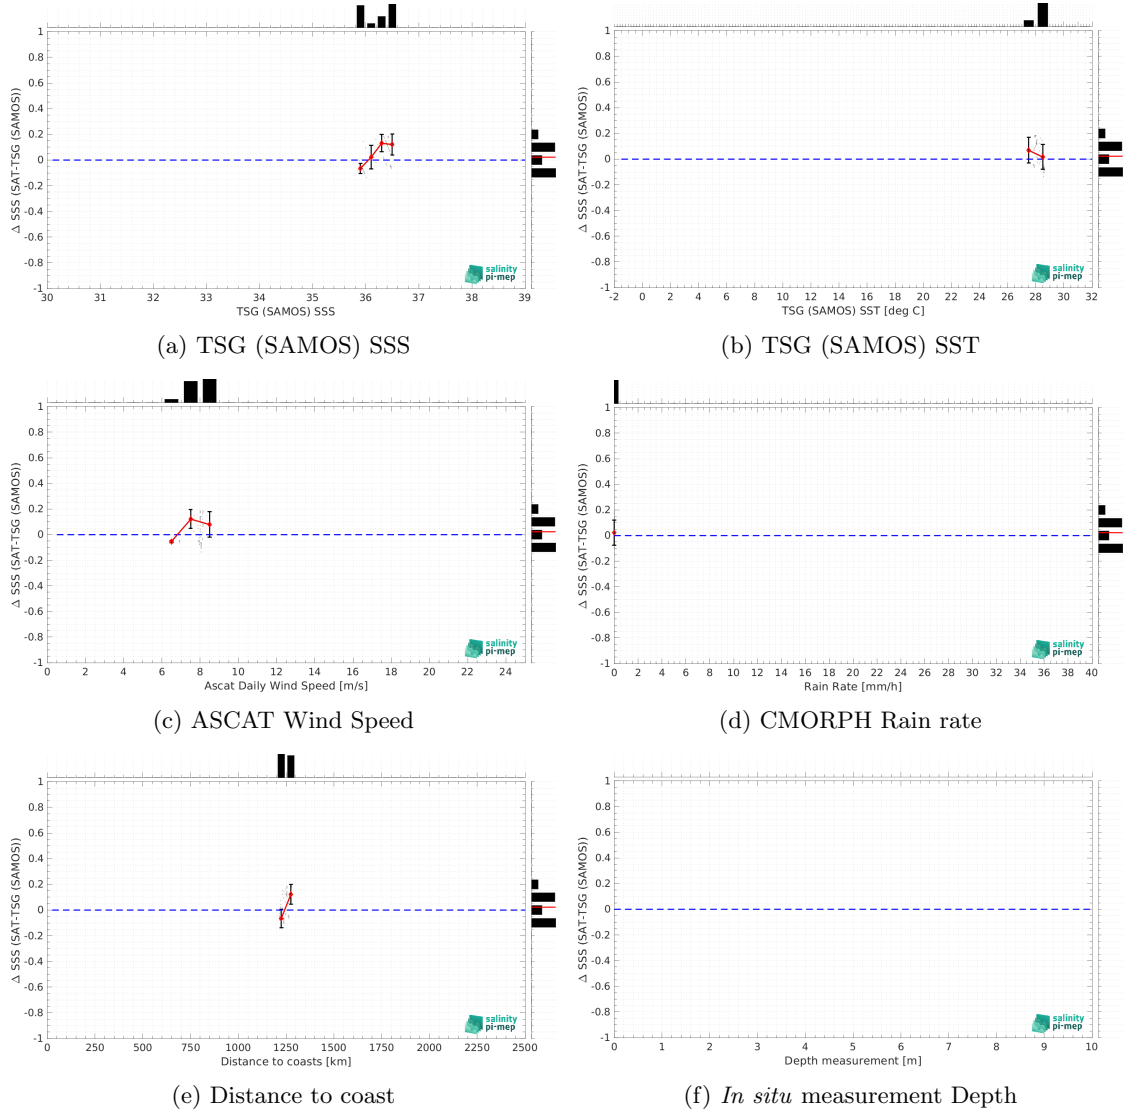 1
0.8
0.6
0.4
0.2
0
-0.2
-0.4
-0.6
-0.8
-1
Δ SSS (SAT-TSG (SAMOS))
salinity
pi-mep
30 31 32 33 34 35 36 37 38 39
TSG (SAMOS) SSS
(a) TSG (SAMOS) SSS
1
0.8
0.6
0.4
0.2
0
-0.2
-0.4
-0.6
-0.8
-1
Δ SSS (SAT-TSG (SAMOS))
salinity
pi-mep
-2 0 2 4 6 8 10 12 14 16 18 20 22 24 26 28 30 32
TSG (SAMOS) SST [deg C]
(b) TSG (SAMOS) SST
1
0.8
0.6
0.4
0.2
0
-0.2
-0.4
-0.6
-0.8
-1
Δ SSS (SAT-TSG (SAMOS))
salinity
pi-mep
0 2 4 6 8 10 12 14 16 18 20 22 24
Ascat Daily Wind Speed [m/s]
(c) ASCAT Wind Speed
1
0.8
0.6
0.4
0.2
0
-0.2
-0.4
-0.6
-0.8
-1
Δ SSS (SAT-TSG (SAMOS))
salinity
pi-mep
0 2 4 6 8 10 12 14 16 18 20 22 24 26 28 30 32 34 36 38 40
Rain Rate [mm/h]
(d) CMORPH Rain rate
1
0.8
0.6
0.4
0.2
0
-0.2
-0.4
-0.6
-0.8
-1
Δ SSS (SAT-TSG (SAMOS))
salinity
pi-mep
0 250 500 750 1000 1250 1500 1750 2000 2250 2500
Distance to coasts [km]
(e) Distance to coast
1
0.8
0.6
0.4
0.2
0
-0.2
-0.4
-0.6
-0.8
-1
Δ SSS (SAT-TSG (SAMOS))
salinity
pi-mep
0 1 2 3 4 5 6 7 8 9 10
Depth measurement [m]
(f) In situ measurement Depth